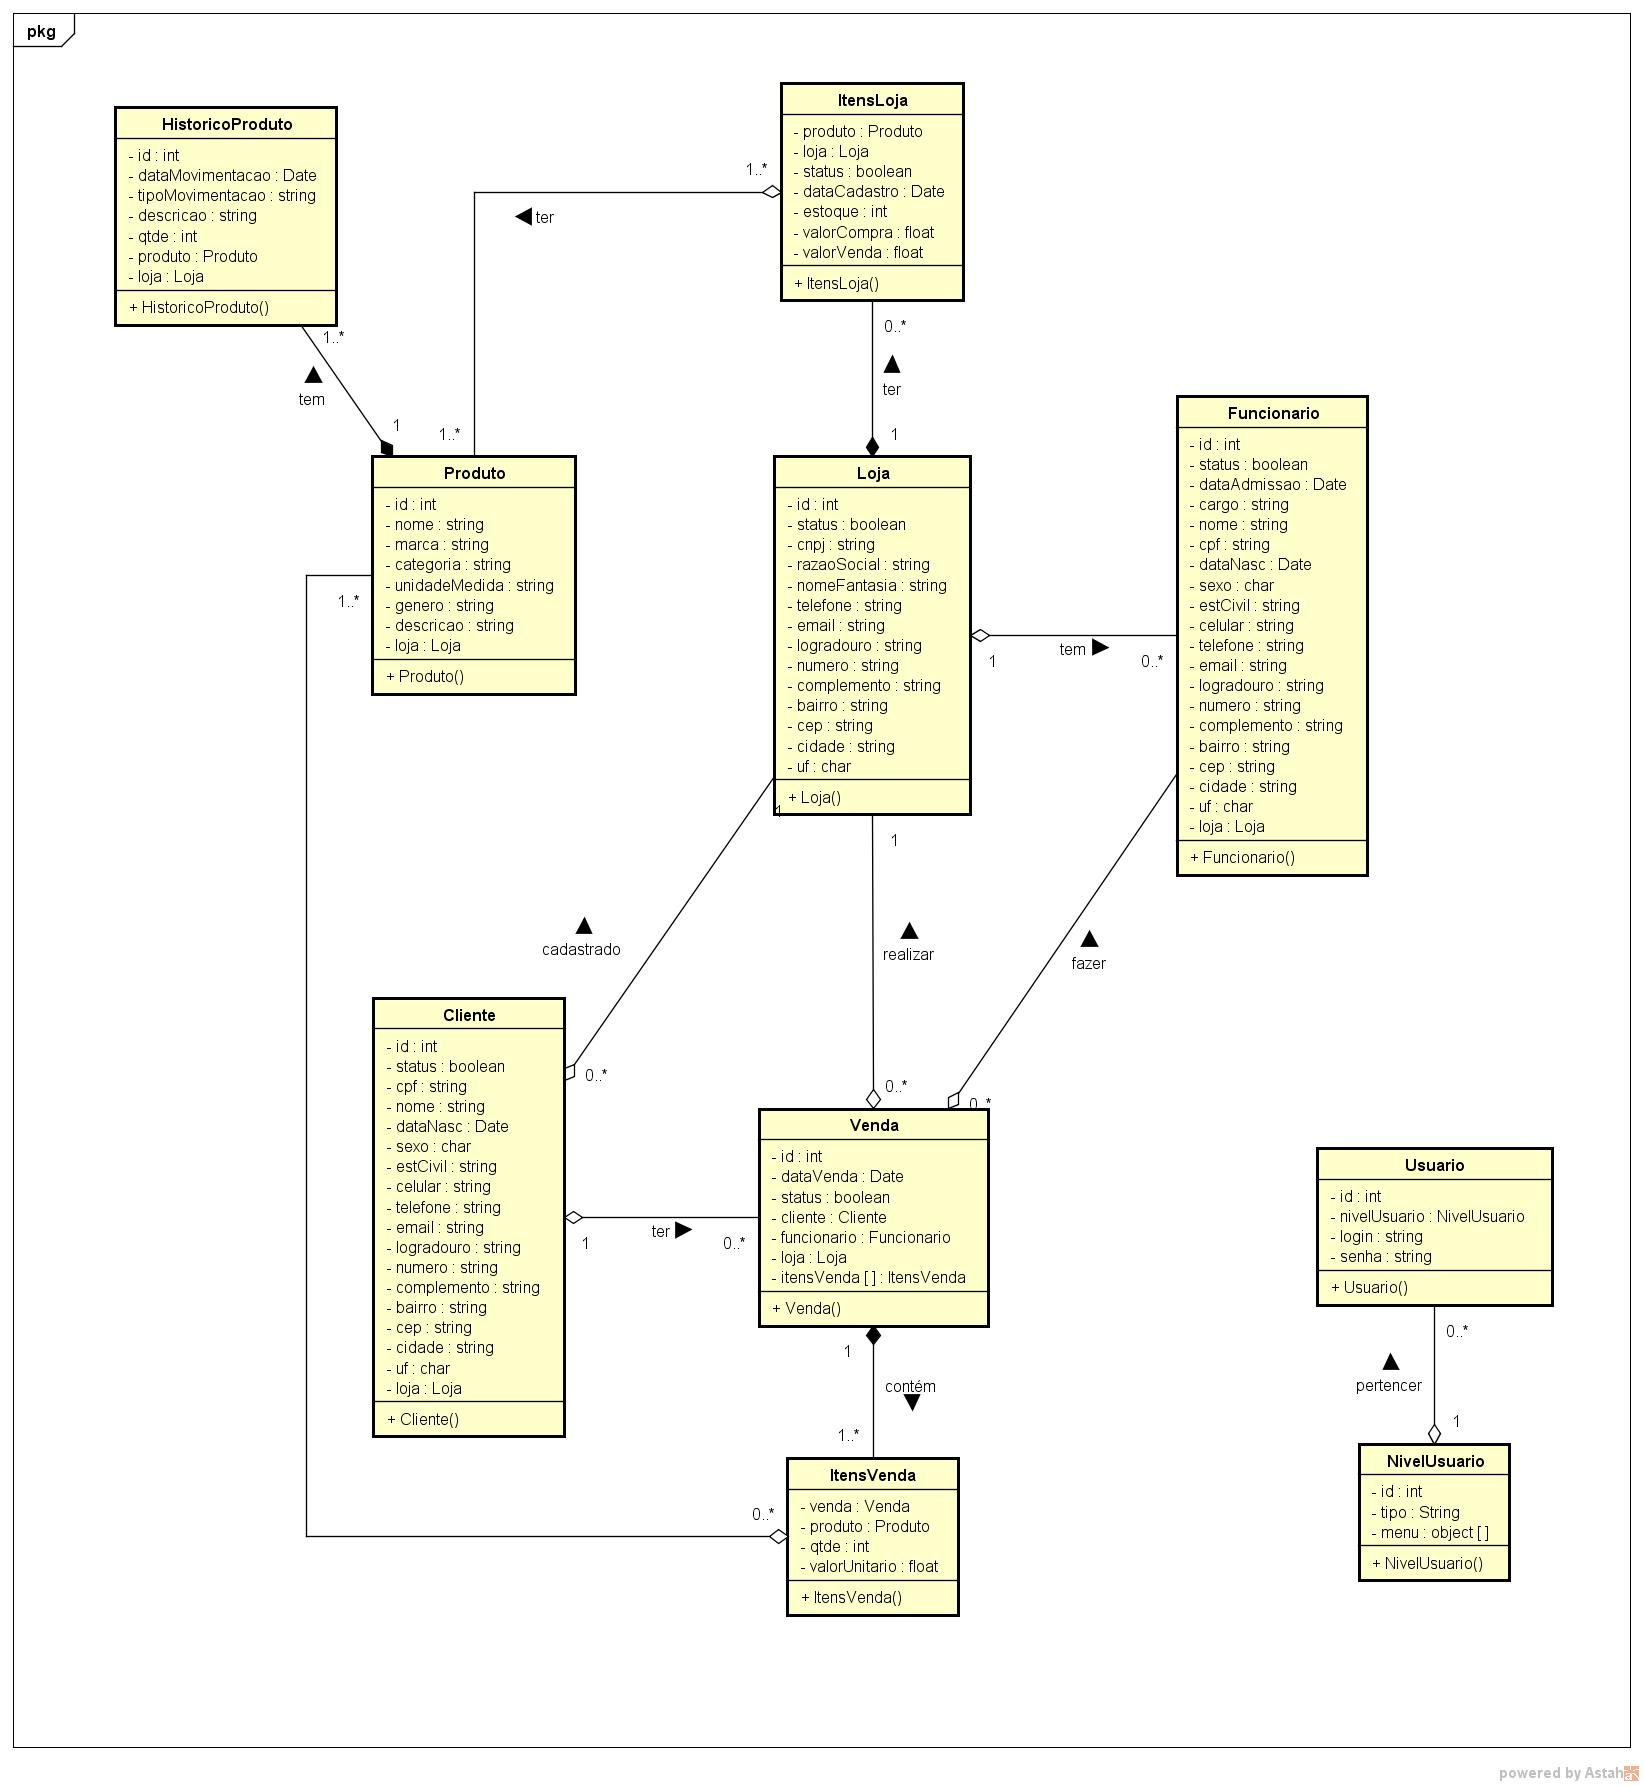 pkg
HistoricoProduto
- id : int
- dataMovimentacao : Date
- tipoMovimentacao : string
- descricao : string
- qtde : int
- produto : Produto
- loja : Loja
+ HistoricoProduto()
ItensLoja
- produto : Produto
- loja : Loja
- status : boolean
- dataCadastro : Date
- estoque : int
- valorCompra : float
- valorVenda : float
+ ItensLoja()
1..*
ter
1..*
0..*
ter
1
1..*
tem
1
Produto
- id : int
- nome : string
- marca : string
- categoria : string
- unidadeMedida : string
- genero : string
- descricao : string
- loja : Loja
+ Produto()
1..*
Loja
- id : int
- status : boolean
- cnpj : string
- razaoSocial : string
- nomeFantasia : string
- telefone : string
- email : string
- logradouro : string
- numero : string
- complemento : string
- bairro : string
- cep : string
- cidade : string
- uf : char
+ Loja()
1
tem
0..*
Funcionario
- id : int
- status : boolean
- dataAdmissao : Date
- cargo : string
- nome : string
- cpf : string
- dataNasc : Date
- sexo : char
- estCivil : string
- celular : string
- telefone : string
- email : string
- logradouro : string
- numero : string
- complemento : string
- bairro : string
- cep : string
- cidade : string
- uf : char
- loja : Loja
+ Funcionario()
1
cadastrado
0..*
1
realizar
0..*
fazer
0..*
Cliente
- id : int
- status : boolean
- cpf : string
- nome : string
- dataNasc : Date
- sexo : char
- estCivil : string
- celular : string
- telefone : string
- email : string
- logradouro : string
- numero : string
- complemento : string
- bairro : string
- cep : string
- cidade : string
- uf : char
- loja : Loja
+ Cliente()
1
ter
0..*
Venda
- id : int
- dataVenda : Date
- status : boolean
- cliente : Cliente
- funcionario : Funcionario
- loja : Loja
- itensVenda [ ] : ItensVenda
+ Venda()
1
contém
1..*
ItensVenda
- venda : Venda
- produto : Produto
- qtde : int
- valorUnitario : float
+ ItensVenda()
0..*
Usuario
- id : int
- nivelUsuario : NivelUsuario
- login : string
- senha : string
+ Usuario()
0..*
pertencer
1
NivelUsuario
- id : int
- tipo : String
- menu : object [ ]
+ NivelUsuario()
powered by Astah